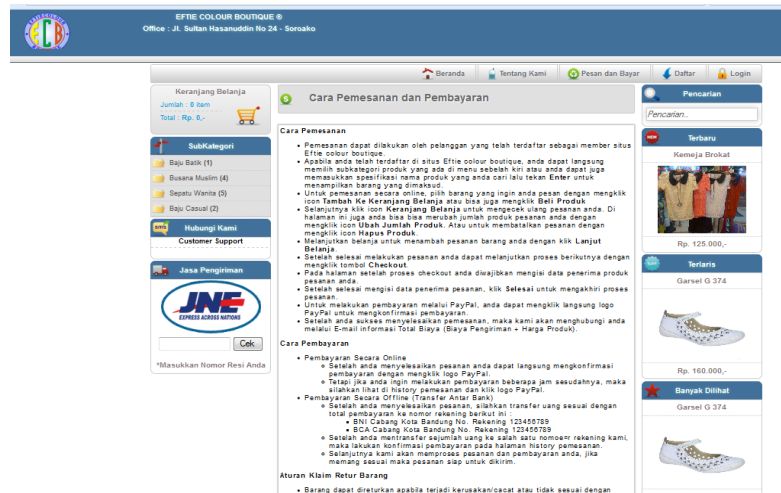 EFTIE COLOUR BOUTIQUE ®
Office : Jl. Sultan Hasanuddin No 24 - Soroako
ECB
Beranda
Tentang Kami
Pesan dan Bayar
Daftar
Login
Keranjang Belanja
Jumlah : 0 item
Total : Rp. 0,-
SubKategori
Baju Batik (1)
Busana Muslim (4)
Sepatu Wanita (5)
Baju Casual (2)
Hubungi Kami
Customer Support
Jasa Pengiriman
JNE
EXPRESS ACROSS NATIONS
Cek
*Masukkan Nomor Resi Anda
Cara Pemesanan dan Pembayaran
Cara Pemesanan
Pemesanan dapat dilakukan oleh pelanggan yang telah terdaftar sebagai member situs
Eftie colour boutique.
Apabila anda telah terdaftar di situs Eftie colour boutique, anda dapat langsung
memilih subkategori produk yang ada di menu sebelah kiri atau anda dapat juga
memasukkan spesifikasi nama produk yang anda cari lalu tekan Enter untuk
menampilkan barang yang dimaksud.
Untuk pemesanan secara online, pilih barang yang ingin anda pesan dengan mengklik
icon Tambah Ke Keranjang Belanja atau bisa juga mengklik Beli Produk
Selanjutnya klik icon Keranjang Belanja untuk mengecek ulang pesanan anda. Di
halaman ini juga anda bisa bisa merubah jumlah produk pesanan anda dengan
mengklik icon Ubah Jumlah Produk. Atau untuk membatalkan pesanan dengan
mengklik icon Hapus Produk.
Melanjutkan belanja untuk menambah pesanan barang anda dengan klik Lanjut
Belanja.
Setelah selesai melakukan pesanan anda dapat melanjutkan proses berikutnya dengan
mengklik tombol Checkout.
Pada halaman setelah proses checkout anda diwajibkan mengisi data penerima produk
pesanan anda.
Setelah selesai mengisi data penerima pesanan, klik Selesai untuk mengakhiri proses
pesanan.
Untuk melakukan pembayaran melalui PayPal, anda dapat mengklik langsung logo
PayPal untuk mengkonfirmasi pembayaran.
Setelah anda sukses menyelesaikan pemesanan, maka kami akan menghubungi anda
melalui E-mail informasi Total Biaya (Biaya Pengiriman + Harga Produk).
Cara Pembayaran
Pembayaran Secara Online
Setelah anda menyelesaikan pesanan anda dapat langsung mengkonfirmasi
pembayaran dengan mengklik logo PayPal.
Tetapi jika anda ingin melakukan pembayaran beberapa jam sesudahnya, maka
silahkan lihat di history pemesanan dan klik logo PayPal.
Pembayaran Secara Offline (Transfer Antar Bank)
Setelah anda menyelesaikan pesanan, silahkan transfer uang sesuai dengan
total pembayaran ke nomor rekening berikut ini :
BNI Cabang Kota Bandung No. Rekening 123456789
BCA Cabang Kota Bandung No. Rekening 123456789
Setelah anda mentransfer sejumlah uang ke salah satu nomoe=r rekening kami,
maka lakukan konfirmasi pembayaran pada halaman history pemesanan.
Selanjutnya kami akan memproses pesanan dan pembayaran anda, jika
memang sesuai maka pesanan siap untuk dikirim.
Aturan Klaim Retur Barang
Barang dapat direturkan apabila terjadi kerusakan/cacat atau tidak sesuai dengan
Pencarian
Pencarian..
Terbaru
Kemeja Brokat
Rp. 125.000,-
Terlaris
Garsel G 374
Rp. 160.000,-
Banyak Dilihat
Garsel G 374